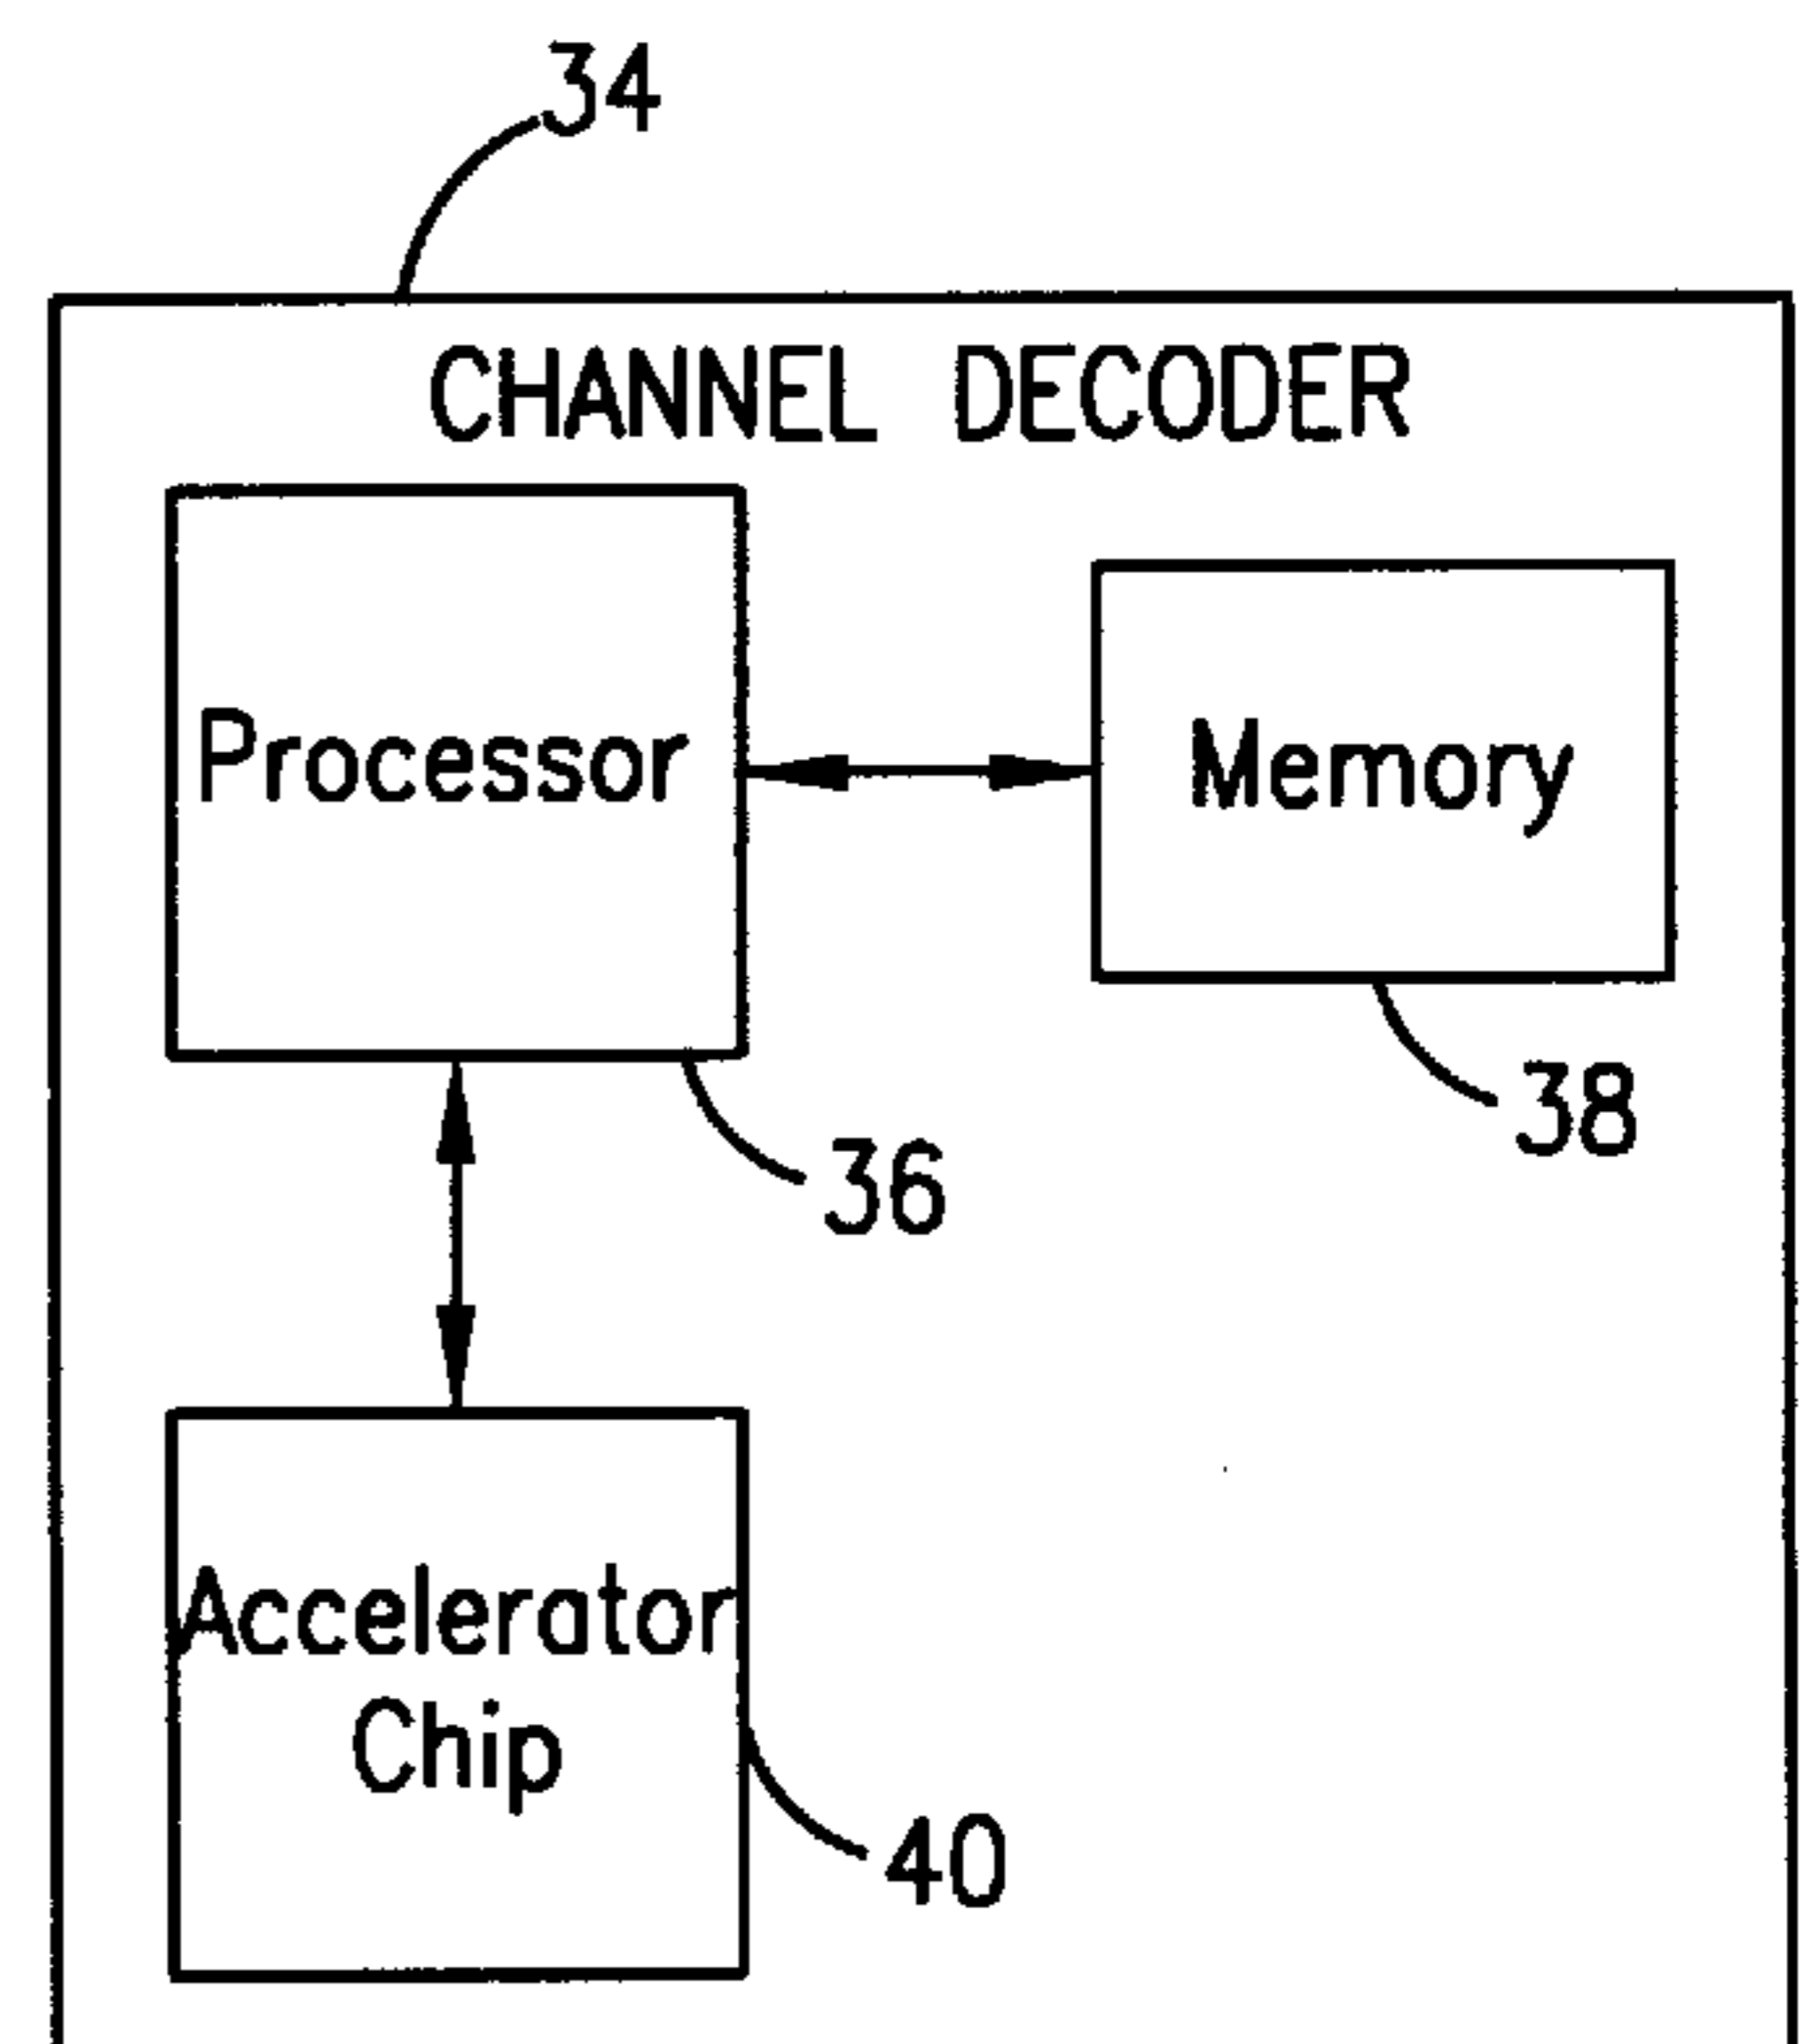 34
CHANNEL DECODER
Processor
Memory
38
36
Accelerator
Chip
40